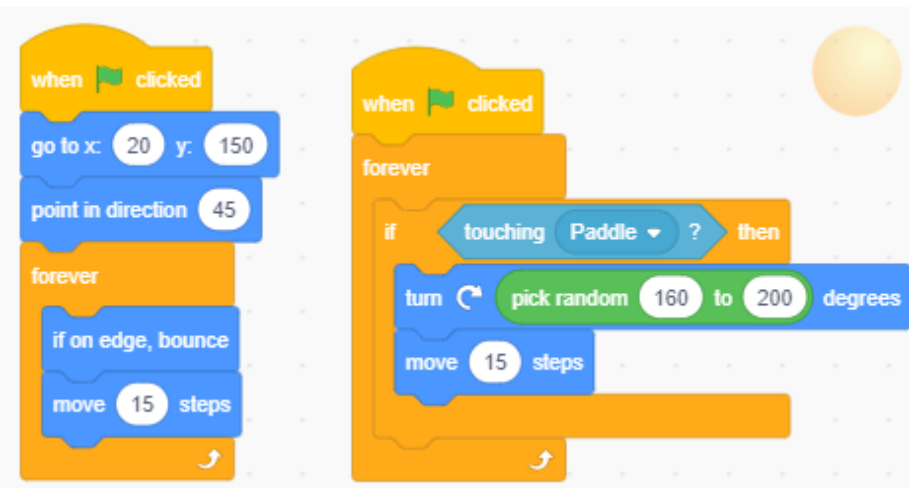 when clicked
go to x: 20 y: 150
point in direction 45
forever
if on edge, bounce
move 15 steps
when clicked
forever
if touching Paddle ? then
turn pick random 160 to 200 degrees
move 15 steps